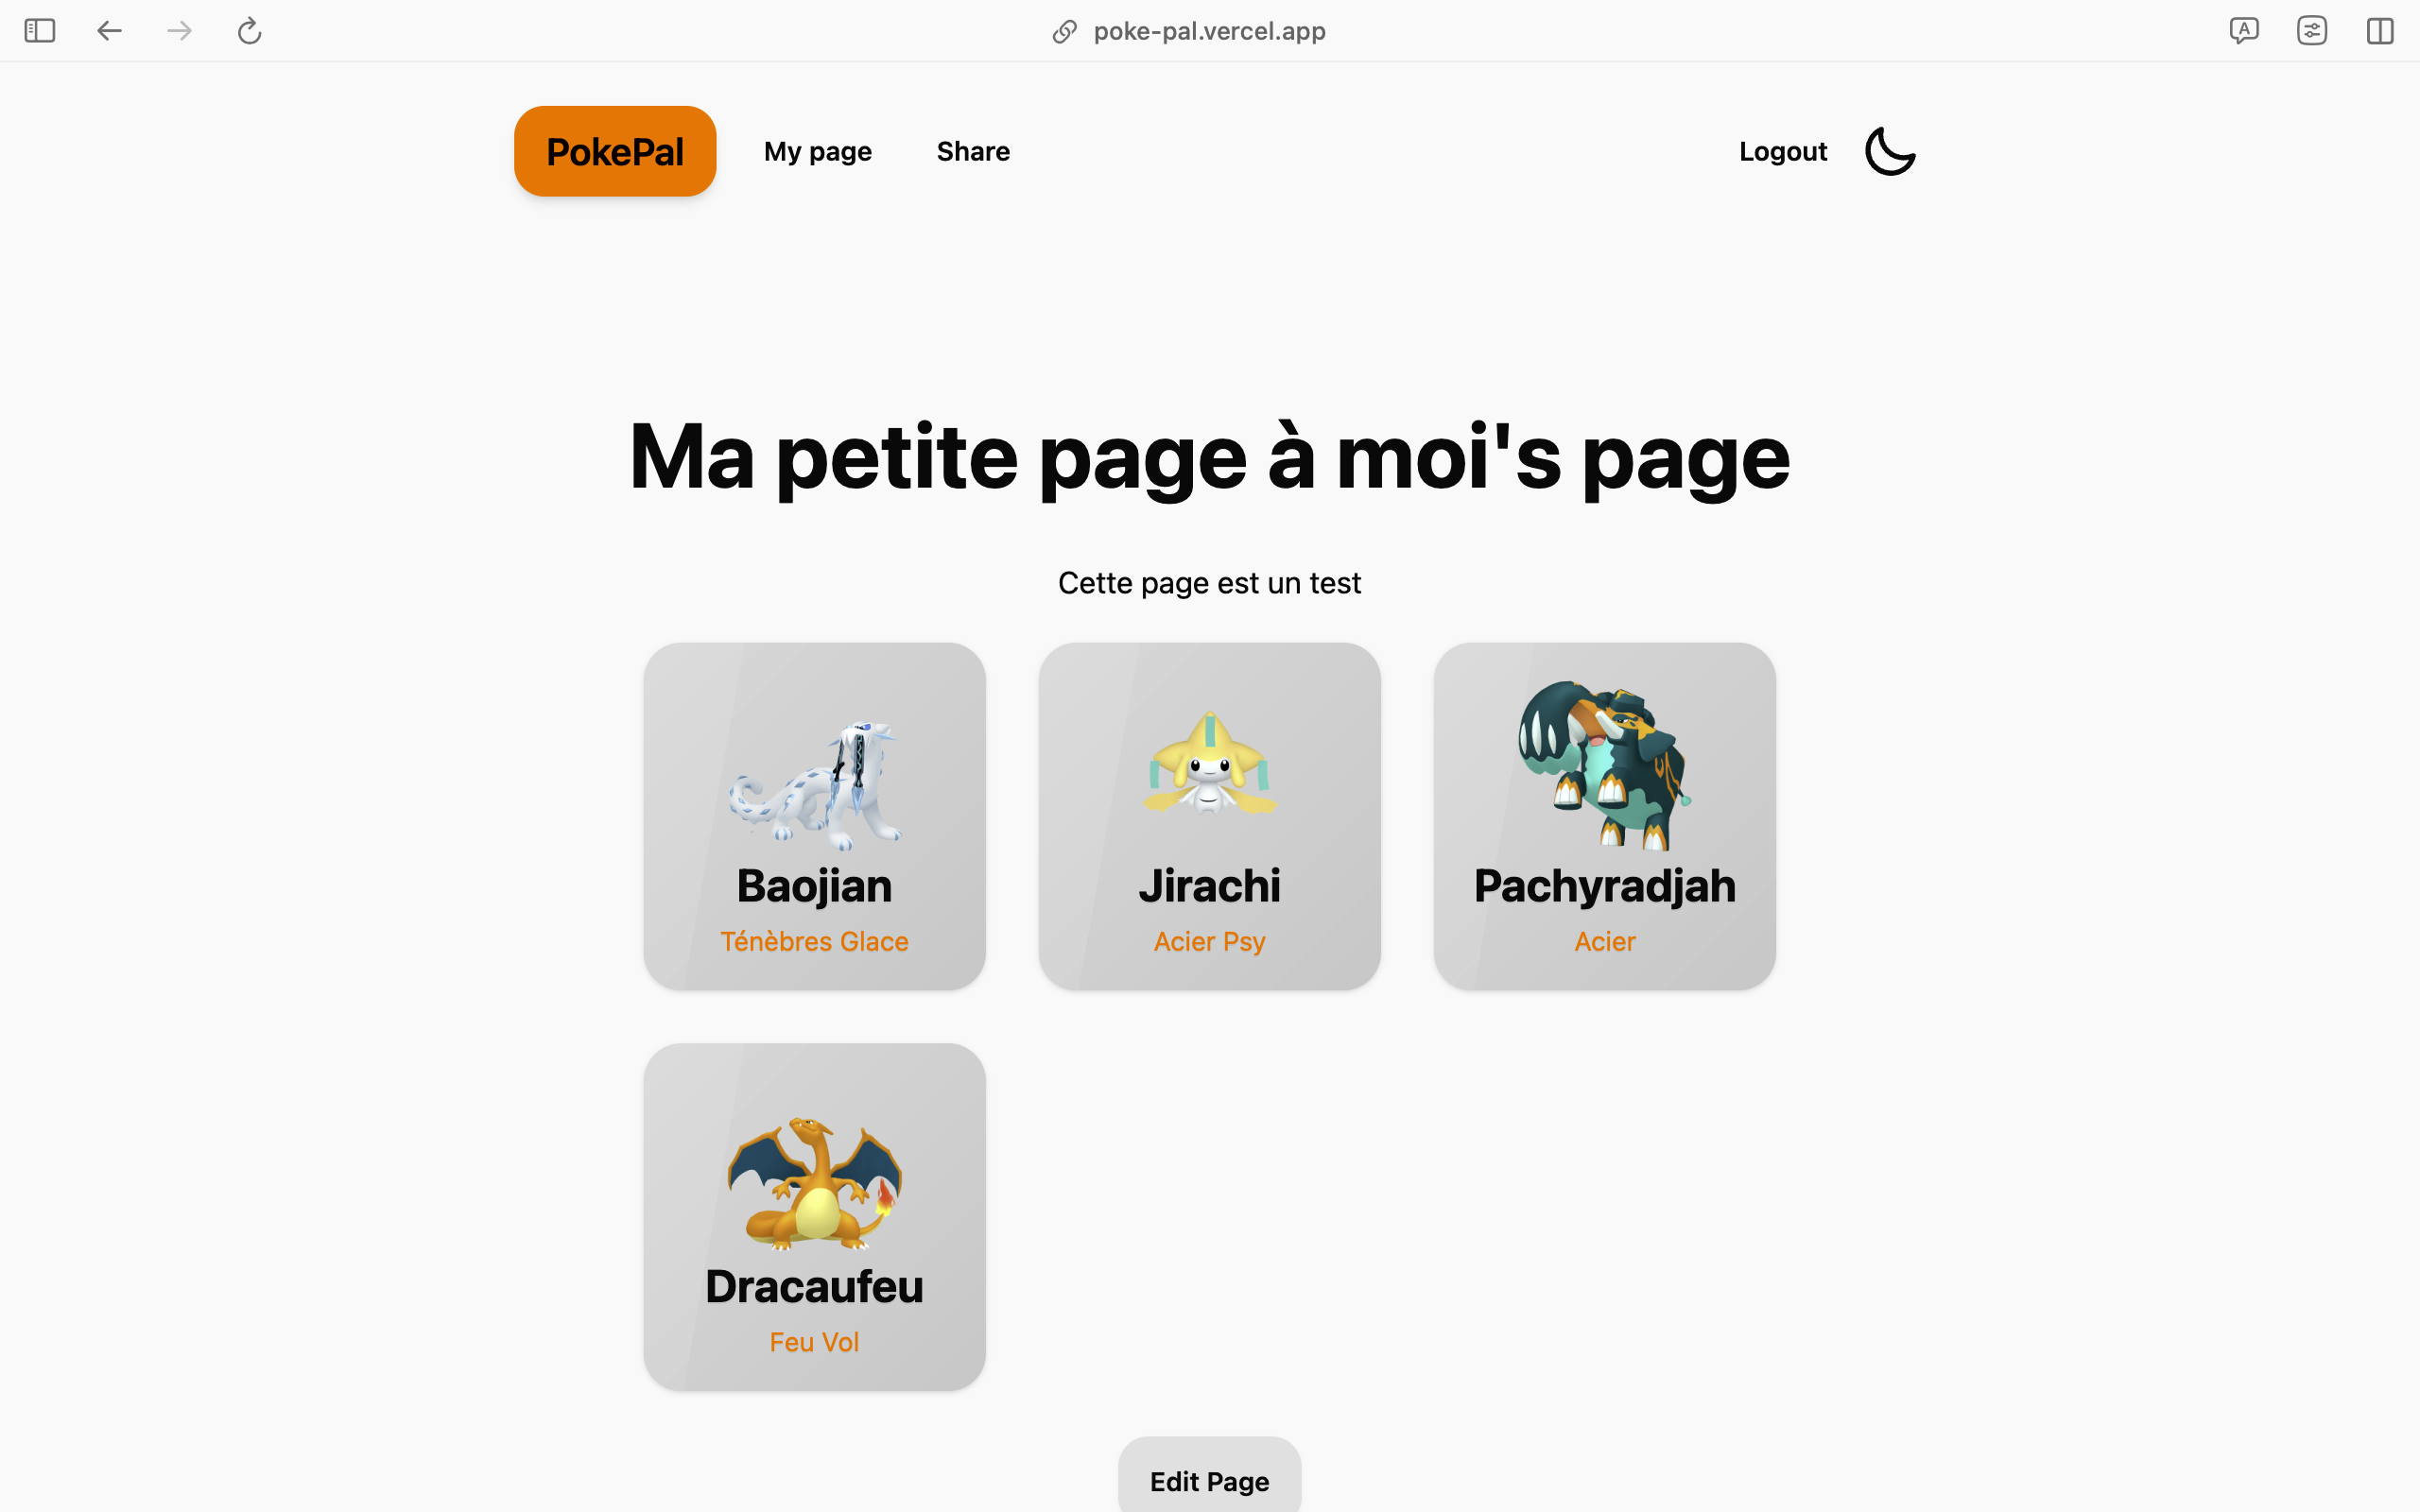 poke-pal.vercel.app
PokePal
My page
Share
Logout
Ma petite page à moi's page
Cette page est un test
Baojian
Ténèbres Glace
Jirachi
Acier Psy
Pachyradjah
Acier
Dracaufeu
Feu Vol
Edit Page